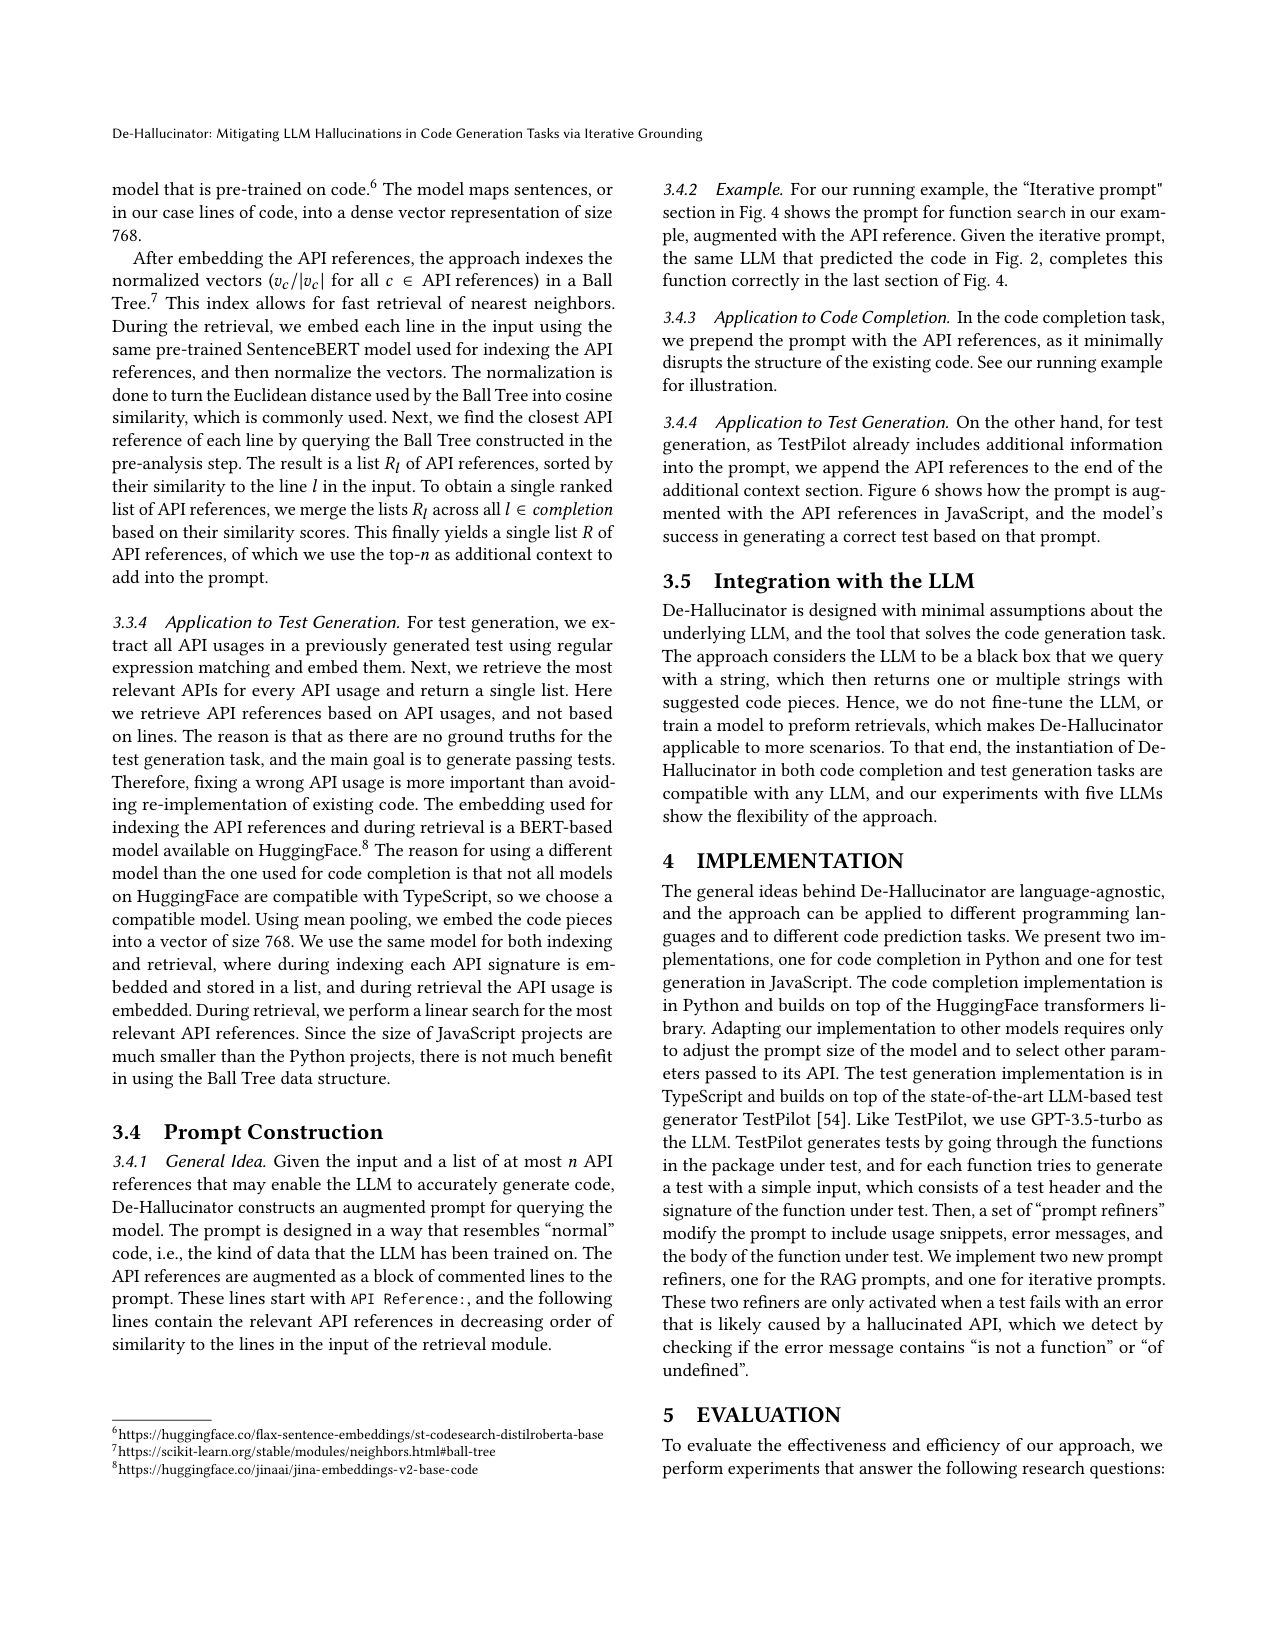 De-Hallucinator: Mitigating LLM Hallucinations in Code Generation Tasks via Iterative Grounding
model that is pre-trained on code.⁶ The model maps sentences, or
in our case lines of code, into a dense vector representation of size
768.
After embedding the API references, the approach indexes the
normalized vectors (v_c/|v_c| for all c ∈ API references) in a Ball
Tree.⁷ This index allows for fast retrieval of nearest neighbors.
During the retrieval, we embed each line in the input using the
same pre-trained SentenceBERT model used for indexing the API
references, and then normalize the vectors. The normalization is
done to turn the Euclidean distance used by the Ball Tree into cosine
similarity, which is commonly used. Next, we find the closest API
reference of each line by querying the Ball Tree constructed in the
pre-analysis step. The result is a list R_l of API references, sorted by
their similarity to the line l in the input. To obtain a single ranked
list of API references, we merge the lists R_l across all l ∈ completion
based on their similarity scores. This finally yields a single list R of
API references, of which we use the top-n as additional context to
add into the prompt.
3.3.4 Application to Test Generation. For test generation, we ex-
tract all API usages in a previously generated test using regular
expression matching and embed them. Next, we retrieve the most
relevant APIs for every API usage and return a single list. Here
we retrieve API references based on API usages, and not based
on lines. The reason is that as there are no ground truths for the
test generation task, and the main goal is to generate passing tests.
Therefore, fixing a wrong API usage is more important than avoid-
ing re-implementation of existing code. The embedding used for
indexing the API references and during retrieval is a BERT-based
model available on HuggingFace.⁸ The reason for using a different
model than the one used for code completion is that not all models
on HuggingFace are compatible with TypeScript, so we choose a
compatible model. Using mean pooling, we embed the code pieces
into a vector of size 768. We use the same model for both indexing
and retrieval, where during indexing each API signature is em-
bedded and stored in a list, and during retrieval the API usage is
embedded. During retrieval, we perform a linear search for the most
relevant API references. Since the size of JavaScript projects are
much smaller than the Python projects, there is not much benefit
in using the Ball Tree data structure.
3.4 Prompt Construction
3.4.1 General Idea. Given the input and a list of at most n API
references that may enable the LLM to accurately generate code,
De-Hallucinator constructs an augmented prompt for querying the
model. The prompt is designed in a way that resembles “normal”
code, i.e., the kind of data that the LLM has been trained on. The
API references are augmented as a block of commented lines to the
prompt. These lines start with API Reference:, and the following
lines contain the relevant API references in decreasing order of
similarity to the lines in the input of the retrieval module.
⁶https://huggingface.co/flax-sentence-embeddings/st-codesearch-distilroberta-base
⁷https://scikit-learn.org/stable/modules/neighbors.html#ball-tree
⁸https://huggingface.co/jinaai/jina-embeddings-v2-base-code
3.4.2 Example. For our running example, the “Iterative prompt"
section in Fig. 4 shows the prompt for function search in our exam-
ple, augmented with the API reference. Given the iterative prompt,
the same LLM that predicted the code in Fig. 2, completes this
function correctly in the last section of Fig. 4.
3.4.3 Application to Code Completion. In the code completion task,
we prepend the prompt with the API references, as it minimally
disrupts the structure of the existing code. See our running example
for illustration.
3.4.4 Application to Test Generation. On the other hand, for test
generation, as TestPilot already includes additional information
into the prompt, we append the API references to the end of the
additional context section. Figure 6 shows how the prompt is aug-
mented with the API references in JavaScript, and the model’s
success in generating a correct test based on that prompt.
3.5 Integration with the LLM
De-Hallucinator is designed with minimal assumptions about the
underlying LLM, and the tool that solves the code generation task.
The approach considers the LLM to be a black box that we query
with a string, which then returns one or multiple strings with
suggested code pieces. Hence, we do not fine-tune the LLM, or
train a model to preform retrievals, which makes De-Hallucinator
applicable to more scenarios. To that end, the instantiation of De-
Hallucinator in both code completion and test generation tasks are
compatible with any LLM, and our experiments with five LLMs
show the flexibility of the approach.
4 IMPLEMENTATION
The general ideas behind De-Hallucinator are language-agnostic,
and the approach can be applied to different programming lan-
guages and to different code prediction tasks. We present two im-
plementations, one for code completion in Python and one for test
generation in JavaScript. The code completion implementation is
in Python and builds on top of the HuggingFace transformers li-
brary. Adapting our implementation to other models requires only
to adjust the prompt size of the model and to select other param-
eters passed to its API. The test generation implementation is in
TypeScript and builds on top of the state-of-the-art LLM-based test
generator TestPilot [54]. Like TestPilot, we use GPT-3.5-turbo as
the LLM. TestPilot generates tests by going through the functions
in the package under test, and for each function tries to generate
a test with a simple input, which consists of a test header and the
signature of the function under test. Then, a set of “prompt refiners”
modify the prompt to include usage snippets, error messages, and
the body of the function under test. We implement two new prompt
refiners, one for the RAG prompts, and one for iterative prompts.
These two refiners are only activated when a test fails with an error
that is likely caused by a hallucinated API, which we detect by
checking if the error message contains “is not a function” or “of
undefined”.
5 EVALUATION
To evaluate the effectiveness and efficiency of our approach, we
perform experiments that answer the following research questions: